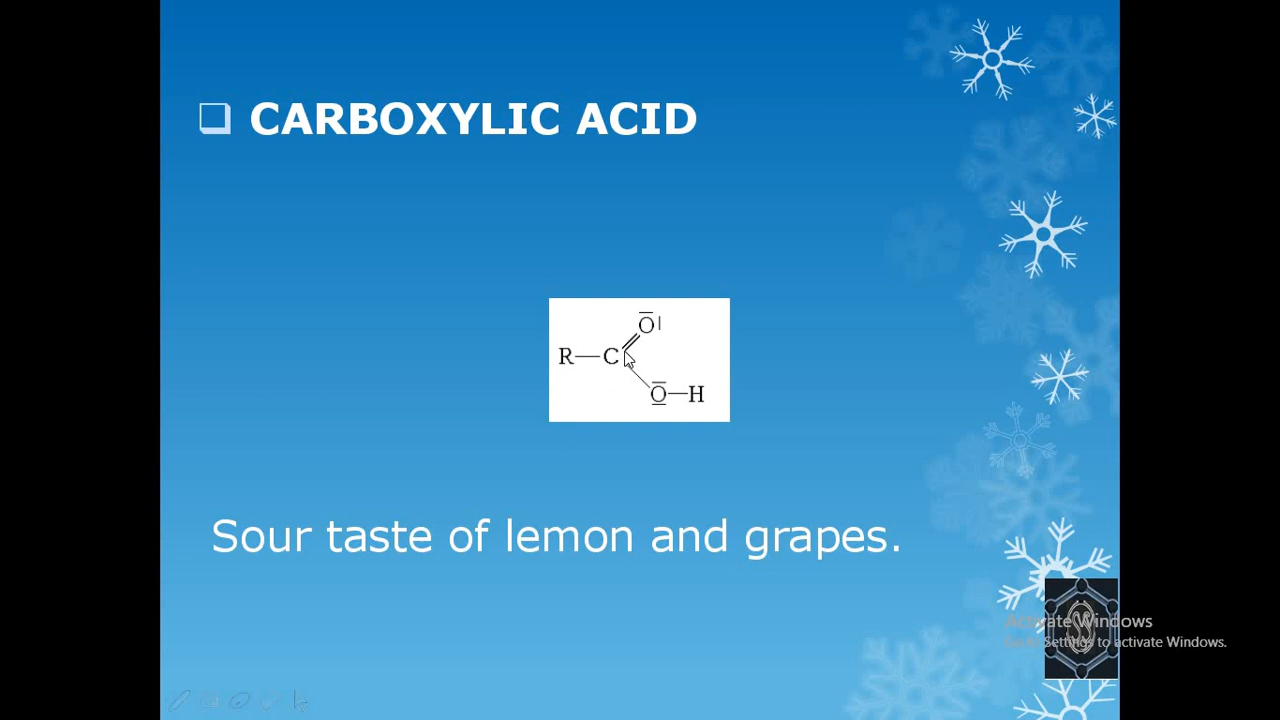 CARBOXYLIC ACID
O
R—C
O—H
Sour taste of lemon and grapes.
Activate Windows
Go to Settings to activate Windows.